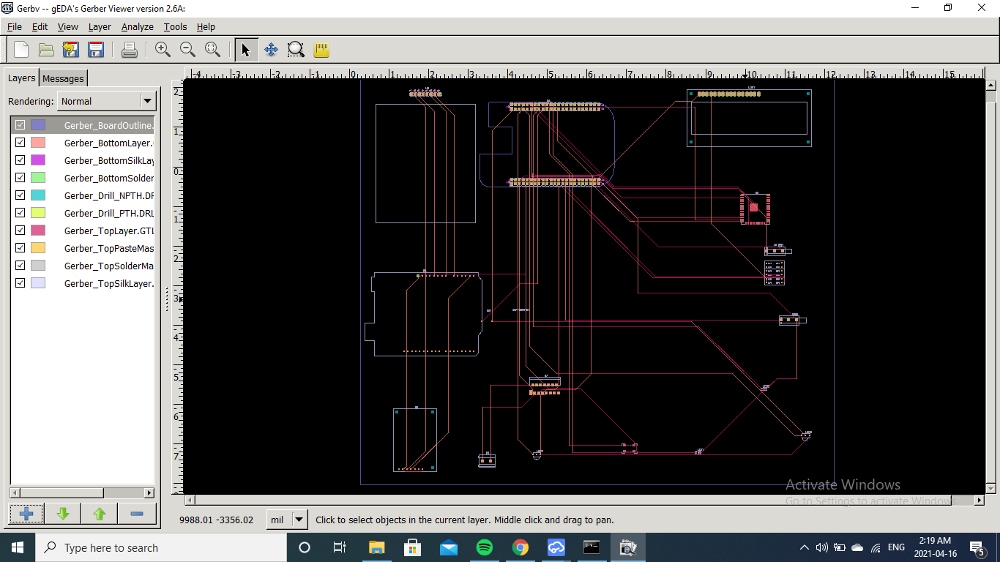 Gerbv -- gEDA's Gerber Viewer version 2.6A:
File Edit View Layer Analyze Tools Help
Layers Messages
Rendering: Normal
Gerber_BoardOutline.
Gerber_BottomLayer.
Gerber_BottomSilkLay
Gerber_BottomSolder
Gerber_Drill_NPTH.DR
Gerber_Drill_PTH.DRL
Gerber_TopLayer.GTL
Gerber_TopPasteMas
Gerber_TopSolderMa
Gerber_TopSilkLayer.
-4 -3 -2 -1 0 1 2 3 4 5 6 7 8 9 10 11 12 13 14 15
2
1
0
1
2
3
4
5
6
7
Activate Windows
Go to Settings to activate Windows.
9988.01 -3356.02 mil Click to select objects in the current layer. Middle click and drag to pan.
Type here to search
ENG
2:19 AM
2021-04-16
5